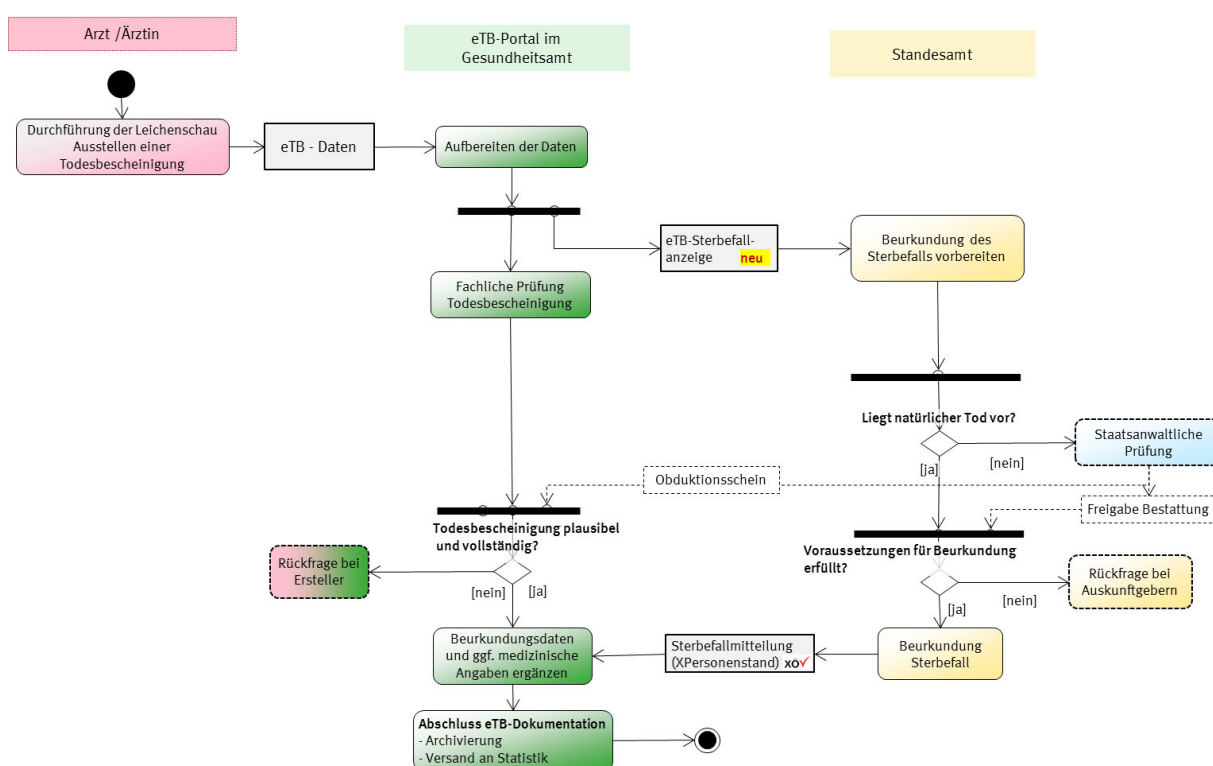 Arzt /Ärztin
eTB-Portal im
Gesundheitsamt
Standesamt
Durchführung der Leichenschau
Ausstellen einer
Todesbescheinigung
eTB - Daten
Aufbereiten der Daten
eTB-Sterbefall-
anzeige neu
Beurkundung des
Sterbefalls vorbereiten
Fachliche Prüfung
Todesbescheinigung
Liegt natürlicher Tod vor?
Staatsanwaltliche
Prüfung
[nein]
[ja]
Obduktionsschein
Freigabe Bestattung
Todesbescheinigung plausibel
und vollständig?
Voraussetzungen für Beurkundung
erfüllt?
Rückfrage bei
Ersteller
[nein]
[ja]
Rückfrage bei
Auskunftgebern
[nein]
[ja]
Beurkundungsdaten
und ggf. medizinische
Angaben ergänzen
Sterbefallmitteilung
(XPersonenstand) XÖ
Beurkundung
Sterbefall
Abschluss eTB-Dokumentation
- Archivierung
- Versand an Statistik